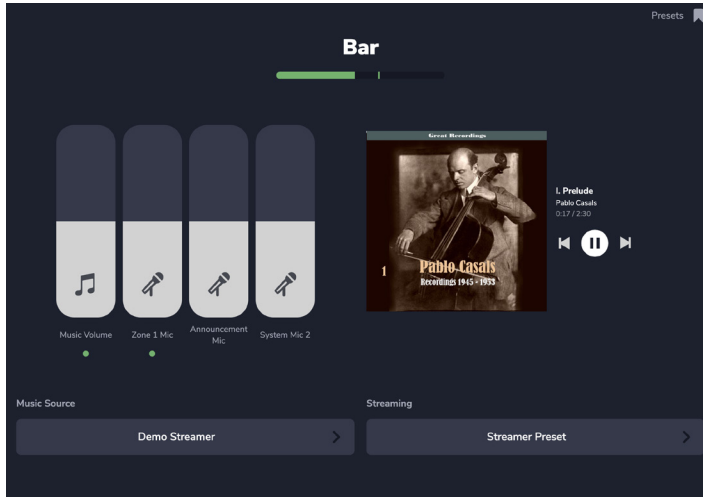 Presets
Bar
Great Recordings
1
Pablo Casals
Recordings 1945 - 1933
I. Prelude
Pablo Casals
0:17 / 2:30
Music Volume
Zone 1 Mic
Announcement
Mic
System Mic 2
Music Source
Streaming
Demo Streamer
Streamer Preset